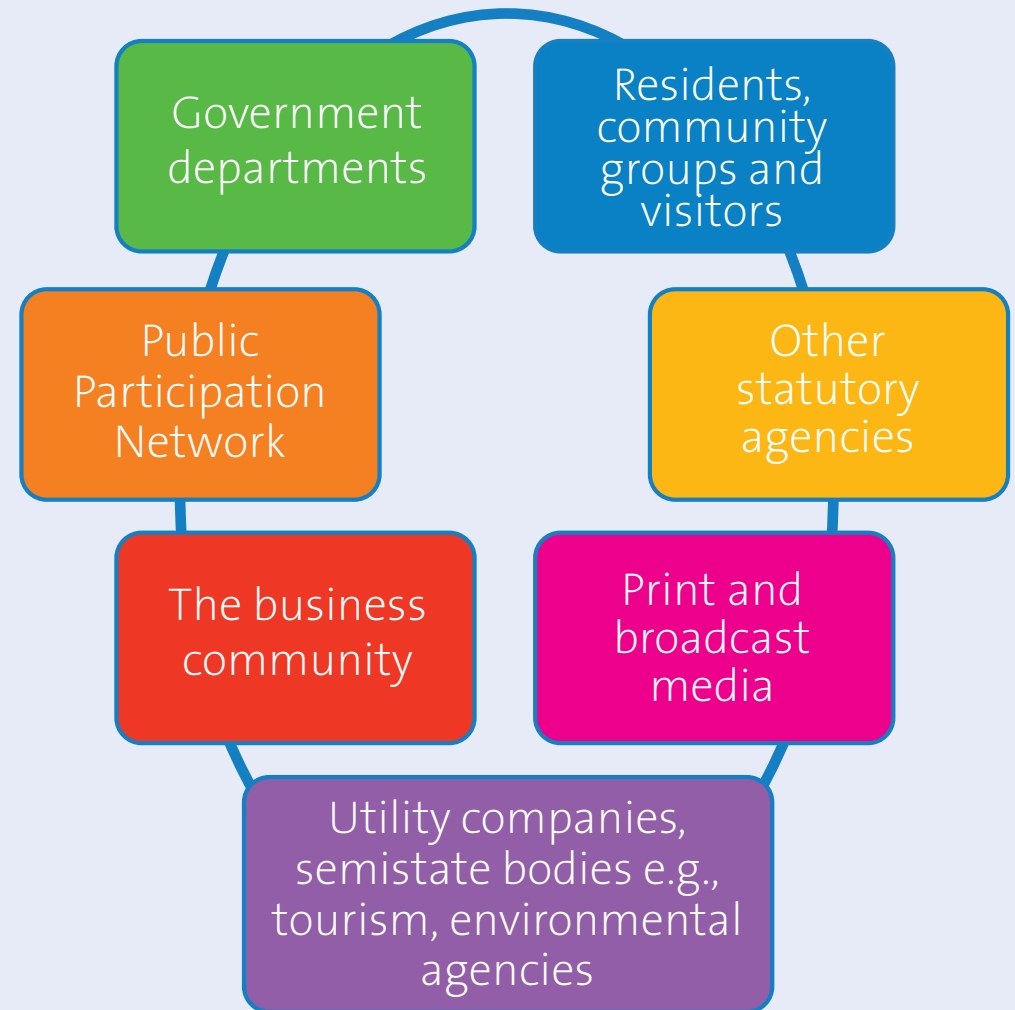 Government
departments
Residents,
community
groups and
visitors
Public
Participation
Network
Other
statutory
agencies
The business
community
Print and
broadcast
media
Utility companies,
semistate bodies e.g.,
tourism, environmental
agencies